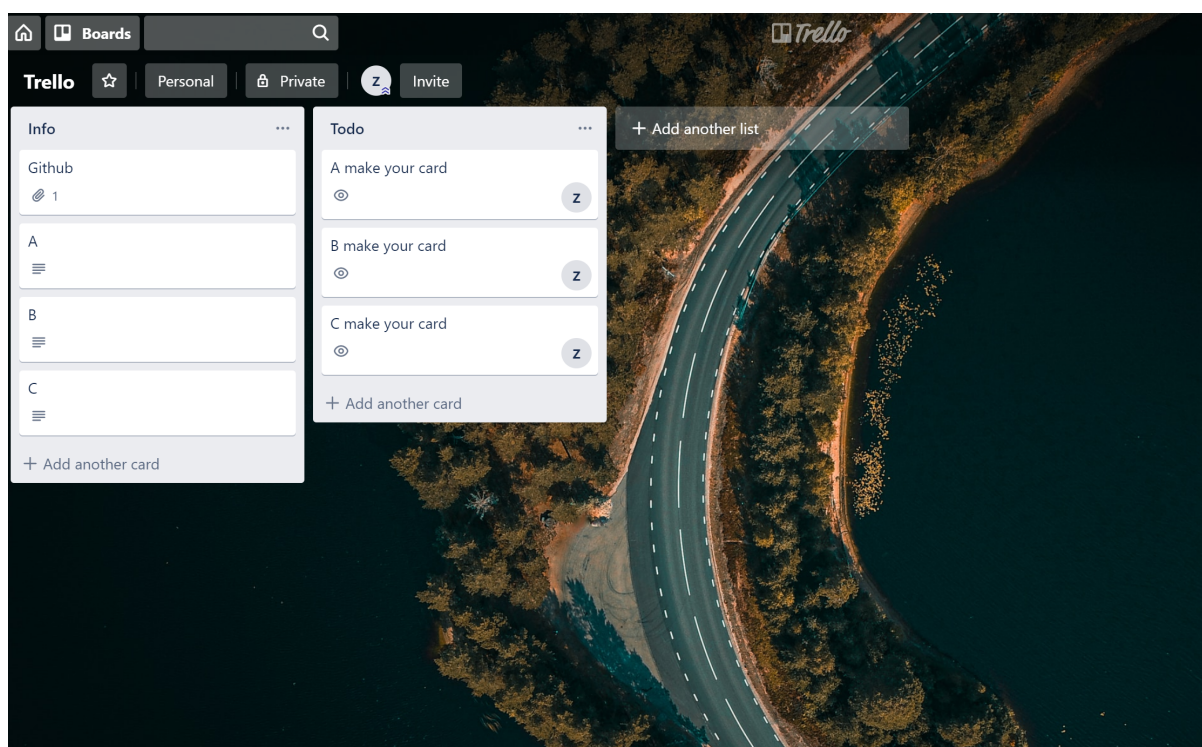 Boards
Trello
Trello
Personal
Private
Z
Invite
Info
Github
1
A
B
C
+ Add another card
Todo
A make your card
Z
B make your card
Z
C make your card
Z
+ Add another card
+ Add another list